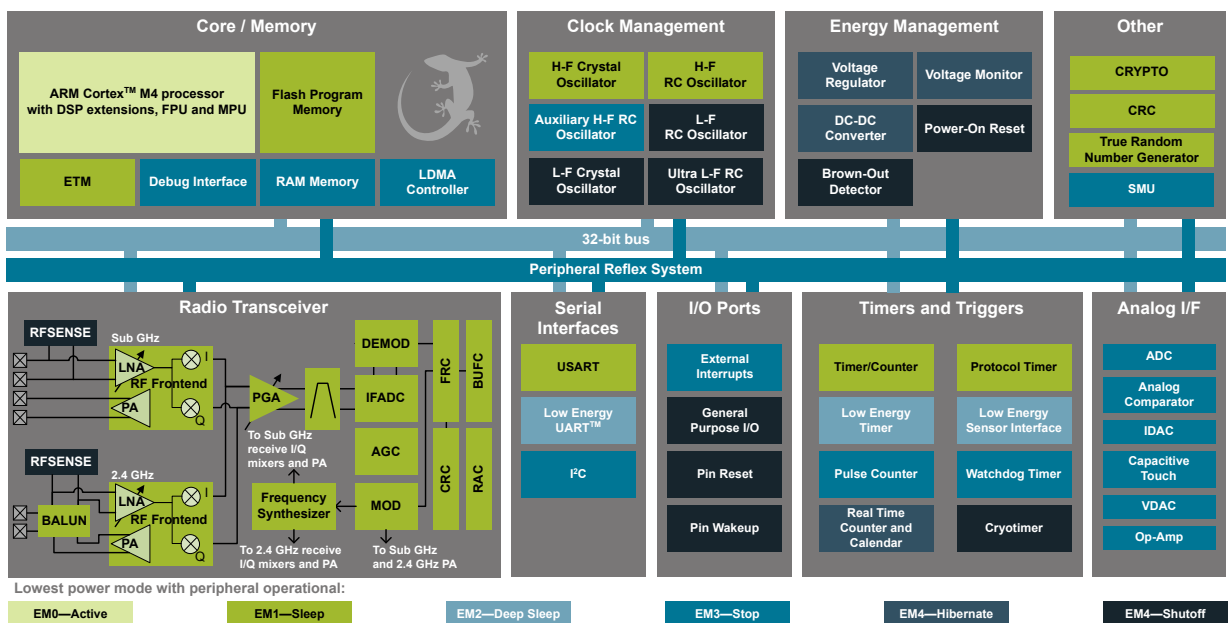 Core / Memory
ARM Cortex™ M4 processor
with DSP extensions, FPU and MPU
Flash Program
Memory
ETM
Debug Interface
RAM Memory
LDMA
Controller
Clock Management
H-F Crystal
Oscillator
H-F
RC Oscillator
Auxiliary H-F RC
Oscillator
L-F
RC Oscillator
L-F Crystal
Oscillator
Ultra L-F RC
Oscillator
Energy Management
Voltage
Regulator
Voltage Monitor
DC-DC
Converter
Power-On Reset
Brown-Out
Detector
Other
CRYPTO
CRC
True Random
Number Generator
SMU
32-bit bus
Peripheral Reflex System
Radio Transceiver
RFSENSE
Sub GHz
LNA
I
RF Frontend
PA
Q
RFSENSE
2.4 GHz
LNA
I
RF Frontend
BALUN
PA
Q
PGA
To Sub GHz
receive I/Q
mixers and PA
Frequency
Synthesizer
To 2.4 GHz receive
I/Q mixers and PA
DEMOD
IFADC
AGC
MOD
To Sub GHz
and 2.4 GHz PA
FRC
BUFC
CRC
RAC
Serial
Interfaces
USART
Low Energy
UART™
I²C
I/O Ports
External
Interrupts
General
Purpose I/O
Pin Reset
Pin Wakeup
Timers and Triggers
Timer/Counter
Protocol Timer
Low Energy
Timer
Low Energy
Sensor Interface
Pulse Counter
Watchdog Timer
Real Time
Counter and
Calendar
Cryotimer
Analog I/F
ADC
Analog
Comparator
IDAC
Capacitive
Touch
VDAC
Op-Amp
Lowest power mode with peripheral operational:
EM0—Active
EM1—Sleep
EM2—Deep Sleep
EM3—Stop
EM4—Hibernate
EM4—Shutoff